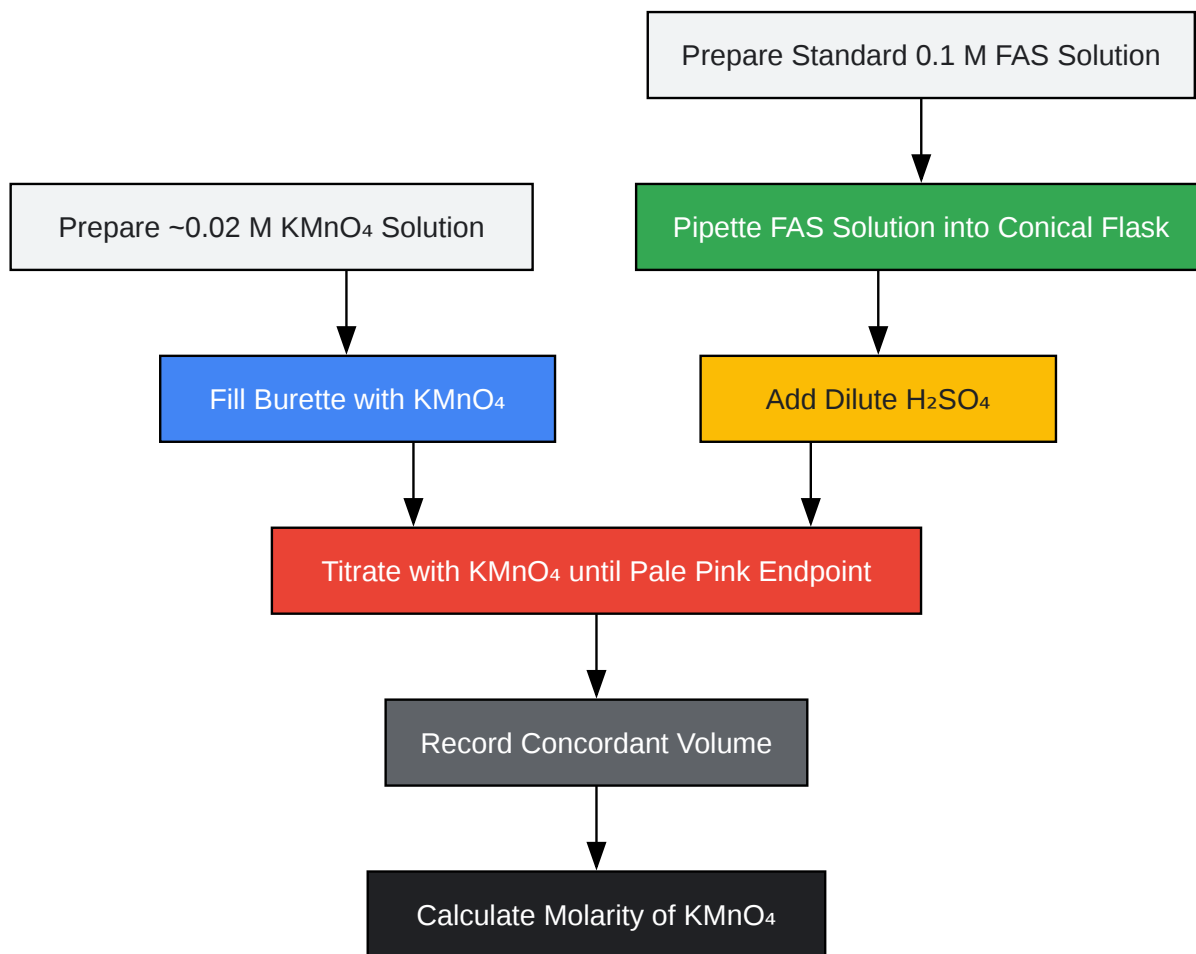 Prepare Standard 0.1 M FAS Solution
Prepare ~0.02 M KMnO₄ Solution
Pipette FAS Solution into Conical Flask
Fill Burette with KMnO₄
Add Dilute H₂SO₄
Titrate with KMnO₄ until Pale Pink Endpoint
Record Concordant Volume
Calculate Molarity of KMnO₄